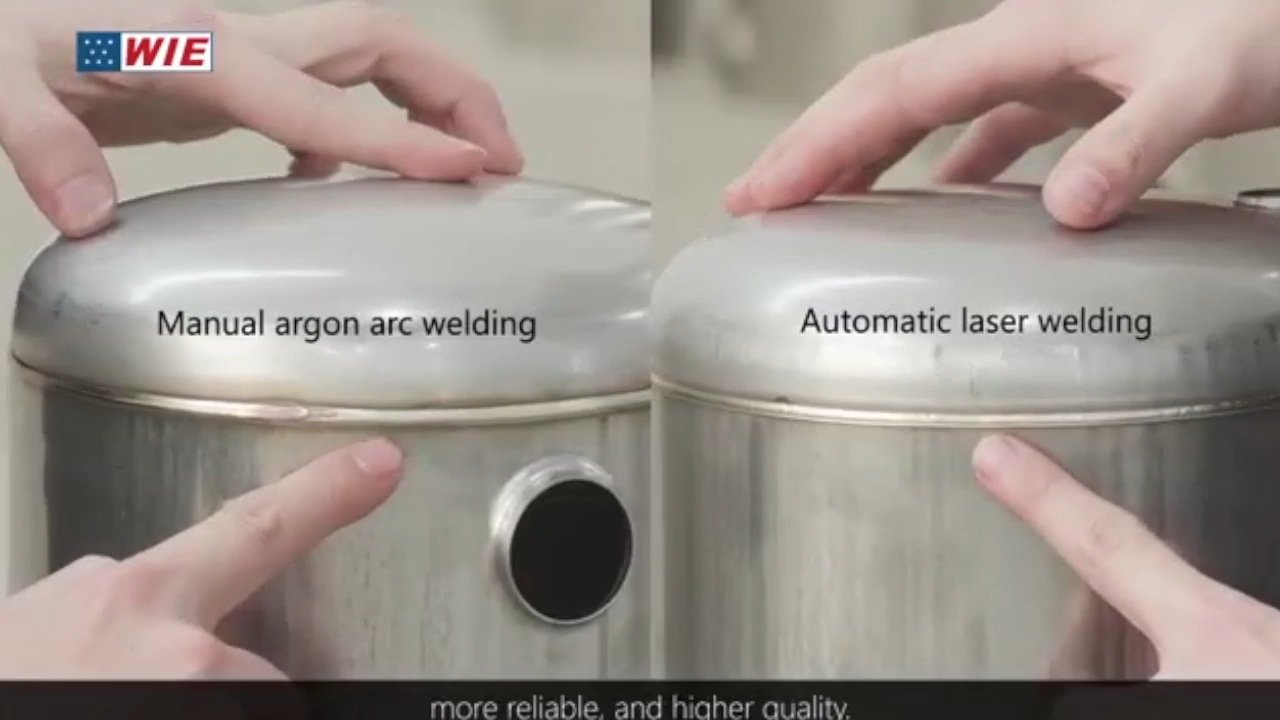 WIE
Manual argon arc welding
Automatic laser welding
more reliable, and higher quality.